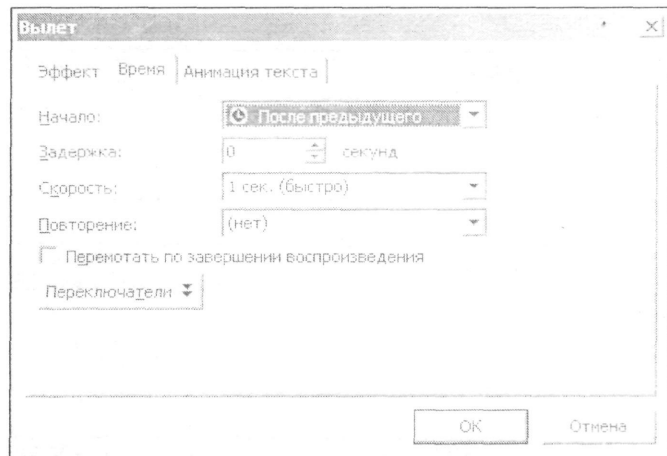 Вылет
Эффект Время Анимация текста
Начало: После предыдущего
Задержка: 0 секунд
Скорость: 1 сек. (быстро)
Повторение: (нет)
Перемотать по завершении воспроизведения
Переключатели
ОК Отмена